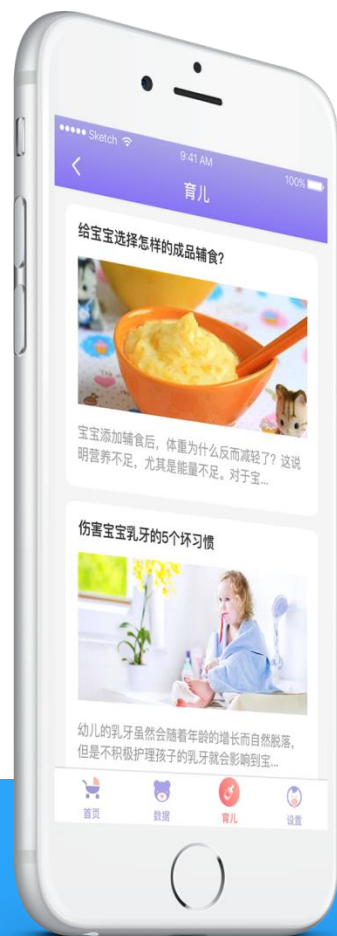 Sketch
9:41 AM
100%
育儿
给宝宝选择怎样的成品辅食?
宝宝添加辅食后，体重为什么反而减轻了？这说
明营养不足，尤其是能量不足。对于宝...
伤害宝宝乳牙的5个坏习惯
幼儿的乳牙虽然会随着年龄的增长而自然脱落，
但是不积极护理孩子的乳牙就会影响到宝...
首页
数据
育儿
设置